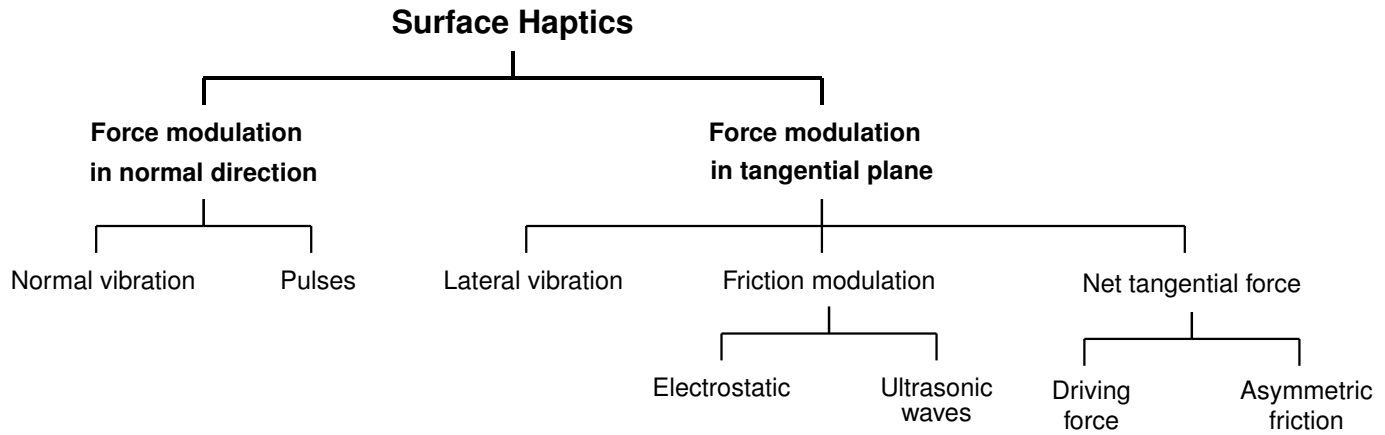 Surface Haptics
Force modulation
in normal direction
Force modulation
in tangential plane
Normal vibration
Pulses
Lateral vibration
Friction modulation
Net tangential force
Electrostatic
Ultrasonic
waves
Driving
force
Asymmetric
friction